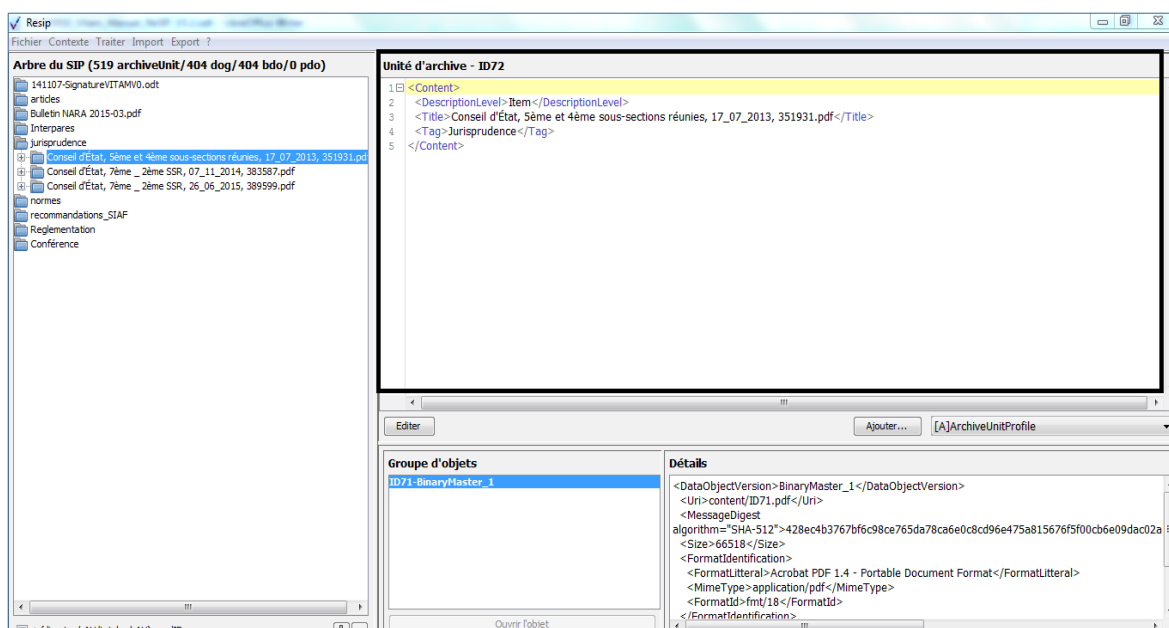 Resip
Fichier Contexte Traiter Import Export ?
Arbre du SIP (519 archiveUnit/404 dog/404 bdo/0 pdo)
141107-SignatureVITAMV0.odt
articles
Bulletin NARA 2015-03.pdf
Interpares
jurisprudence
Conseil d'État, 5ème et 4ème sous-sections réunies, 17_07_2013, 351931.pdf
Conseil d'État, 7ème _ 2ème SSR, 07_11_2014, 383587.pdf
Conseil d'État, 7ème _ 2ème SSR, 26_06_2015, 389599.pdf
normes
recommandations_SIAF
Reglementation
Conférence
Unité d'archive - ID72
1 <Content>
2 <DescriptionLevel>Item</DescriptionLevel>
3 <Title>Conseil d'État, 5ème et 4ème sous-sections réunies, 17_07_2013, 351931.pdf</Title>
4 <Tag>Jurisprudence</Tag>
5 </Content>
Editer
Ajouter...
[A]ArchiveUnitProfile
Groupe d'objets
ID71-BinaryMaster_1
Ouvrir l'objet
Détails
<DataObjectVersion>BinaryMaster_1</DataObjectVersion>
<Uri>content/ID71.pdf</Uri>
<MessageDigest
algorithm="SHA-512">428ec4b3767bf6c98ce765da78ca6e0c8cd96e475a815676f5f00cb6e09dac02a
<Size>66518</Size>
<FormatIdentification>
<FormatLitteral>Acrobat PDF 1.4 - Portable Document Format</FormatLitteral>
<MimeType>application/pdf</MimeType>
<FormatId>fmt/18</FormatId>
</FormatIdentification>